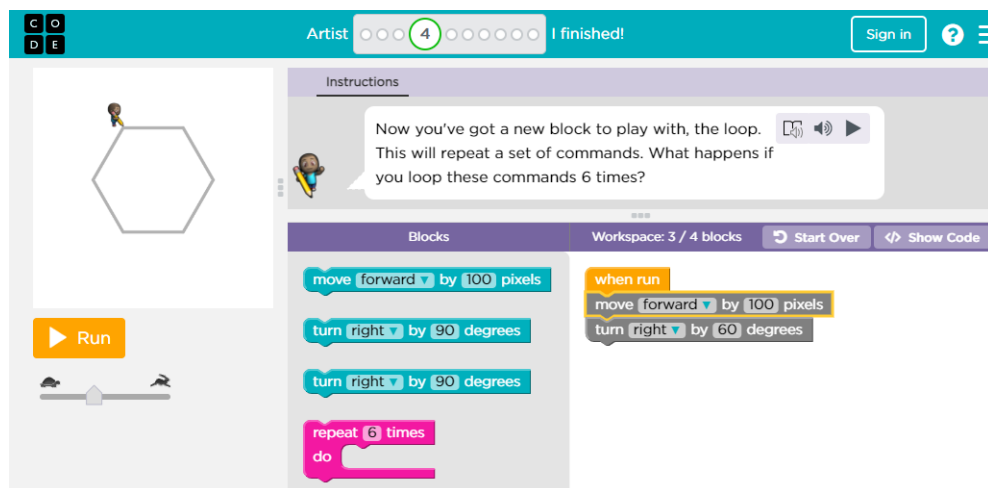 C O
D E
Artist
4
I finished!
Sign in
?
Instructions
Now you've got a new block to play with, the loop.
This will repeat a set of commands. What happens if
you loop these commands 6 times?
Blocks
Workspace: 3 / 4 blocks
Start Over
</> Show Code
move forward ▼ by 100 pixels
turn right ▼ by 90 degrees
turn right ▼ by 90 degrees
repeat 6 times
do
when run
move forward ▼ by 100 pixels
turn right ▼ by 60 degrees
Run